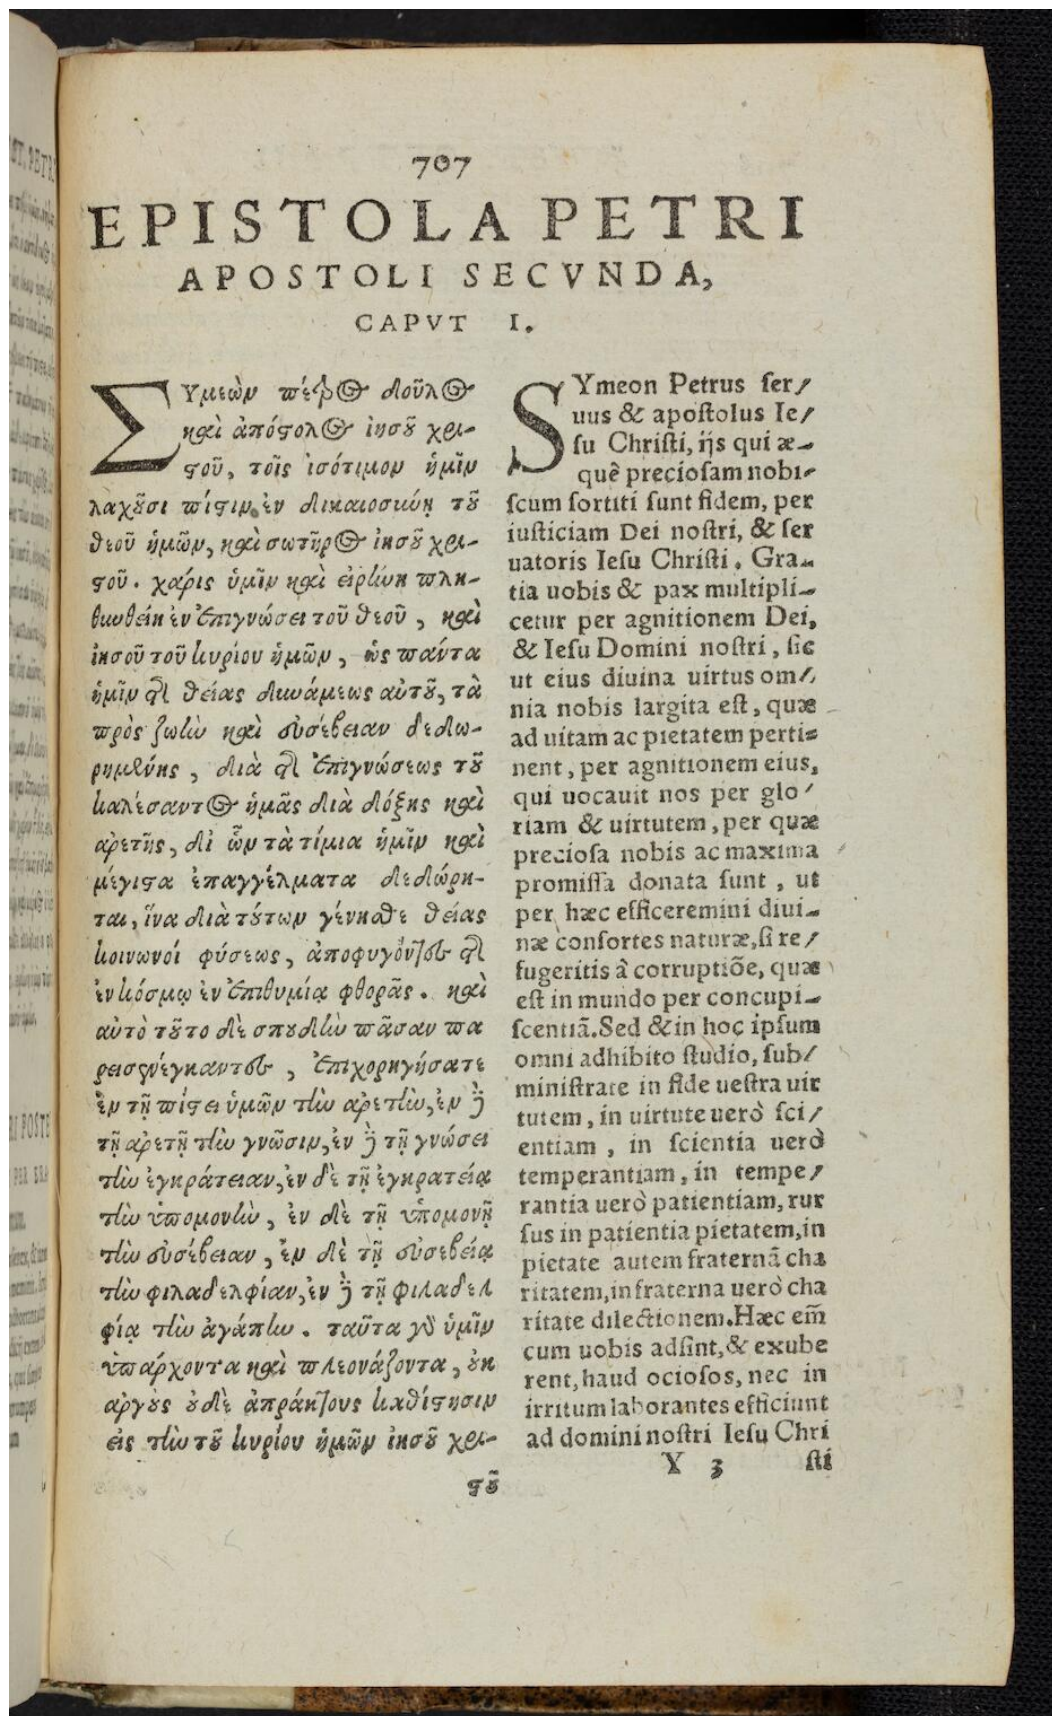 707
EPISTOLA PETRI
APOSTOLI SECVNDA,
CAPVT I.
ΣΥμεὼν πέτρος δοῦλος
καὶ ἀπόστολος ἰησοῦ χρι-
στοῦ, τοῖς ἰσότιμον ἡμῖν
λαχοῦσι πίστιν ἐν δικαιοσύνῃ τοῦ
θεοῦ ἡμῶν, καὶ σωτῆρος ἰησοῦ χρι-
στοῦ. χάρις ὑμῖν καὶ εἰρήνη πλη-
θυνθείη ἐν ἐπιγνώσει τοῦ θεοῦ, καὶ
ἰησοῦ τοῦ κυρίου ἡμῶν, ὡς πάντα
ἡμῖν τῆς θείας δυνάμεως αὐτοῦ, τὰ
πρὸς ζωὴν καὶ εὐσέβειαν δεδω-
ρημένης, διὰ τῆς ἐπιγνώσεως τοῦ
καλέσαντος ἡμᾶς διὰ δόξης καὶ
ἀρετῆς, δι ὧν τὰ τίμια ἡμῖν καὶ
μέγιστα ἐπαγγέλματα δεδώρη-
ται, ἵνα διὰ τούτων γένησθε θείας
κοινωνοί φύσεως, ἀποφυγόντες τῆς
ἐν κόσμῳ ἐν ἐπιθυμίᾳ φθορᾶς. καὶ
αὐτὸ τοῦτο δὲ σπουδὴν πᾶσαν πα
ρεισενέγκαντες, ἐπιχορηγήσατε
ἐν τῇ πίστει ὑμῶν τὴν ἀρετὴν, ἐν δὲ
τῇ ἀρετῇ τὴν γνῶσιν, ἐν δὲ τῇ γνώσει
τὴν ἐγκράτειαν, ἐν δὲ τῇ ἐγκρατείᾳ
τὴν ὑπομονὴν, ἐν δὲ τῇ ὑπομονῇ
τὴν εὐσέβειαν, ἐν δὲ τῇ εὐσεβείᾳ
τὴν φιλαδελφίαν, ἐν δὲ τῇ φιλαδελ
φίᾳ τὴν ἀγάπην. ταῦτα γὰρ ὑμῖν
ὑπάρχοντα καὶ πλεονάζοντα, οὐκ
ἀργοὺς οὐδὲ ἀπράκτους καθίστησιν
εἰς τὴν τοῦ κυρίου ἡμῶν ἰησοῦ χρι-
στοῦ
SYmeon Petrus ser/
uus & apostolus Ie/
su Christi, ijs qui æ-
quê preciosam nobi-
scum sortiti sunt fidem, per
iusticiam Dei nostri, & ser
uatoris Iesu Christi. Gra-
tia uobis & pax multipli-
cetur per agnitionem Dei,
& Iesu Domini nostri, sic
ut eius diuina uirtus om/
nia nobis largita est, quæ
ad uitam ac pietatem perti-
nent, per agnitionem eius,
qui uocauit nos per glo/
riam & uirtutem, per quæ
preciosa nobis ac maxima
promissa donata sunt, ut
per hæc efficeremini diui-
næ consortes naturæ, si re/
fugeritis â corruptiõe, quæ
est in mundo per concupi-
scentiã. Sed & in hoc ipsum
omni adhibito studio, sub/
ministrate in fide uestra uir
tutem, in uirtute uerò sci/
entiam, in scientia uerò
temperantiam, in tempe/
rantia uerò patientiam, rur
sus in patientia pietatem, in
pietate autem fraternã cha
ritatem, in fraterna uerò cha
ritate dilectionem. Hæc em̃
cum uobis adsint, & exube
rent, haud ociosos, nec in
irritum laborantes efficiunt
ad domini nostri Iesu Chri
Y 3 sti